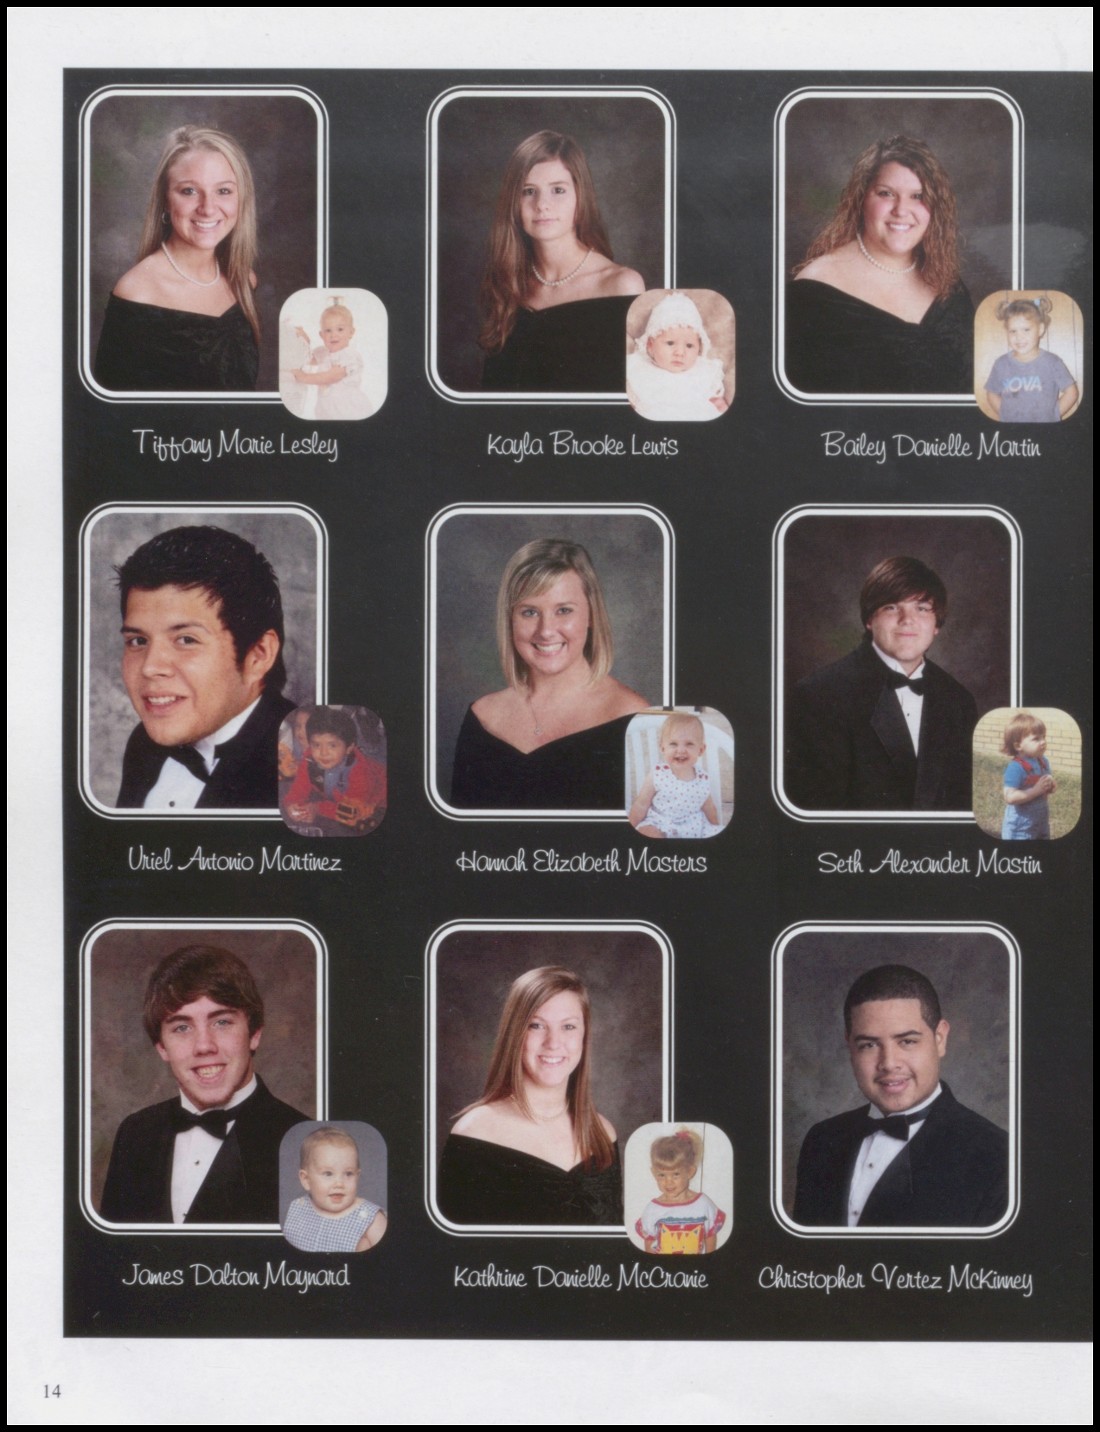 OVA
Tiffany Marie Lesley
Kayla Brooke Lewis
Bailey Danielle Martin
Uriel Antonio Martinez
Hannah Elizabeth Masters
Seth Alexander Mastin
James Dalton Maynard
Kathrine Danielle McCranie
Christopher Vertez McKinney
14